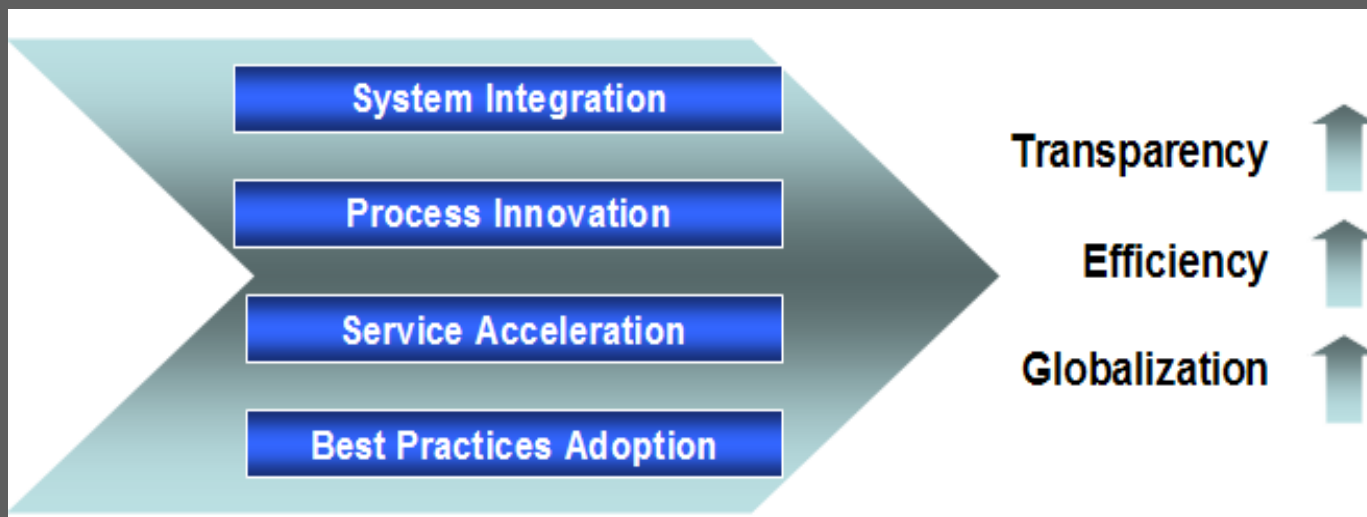 System Integration
Process Innovation
Service Acceleration
Best Practices Adoption
Transparency
Efficiency
Globalization